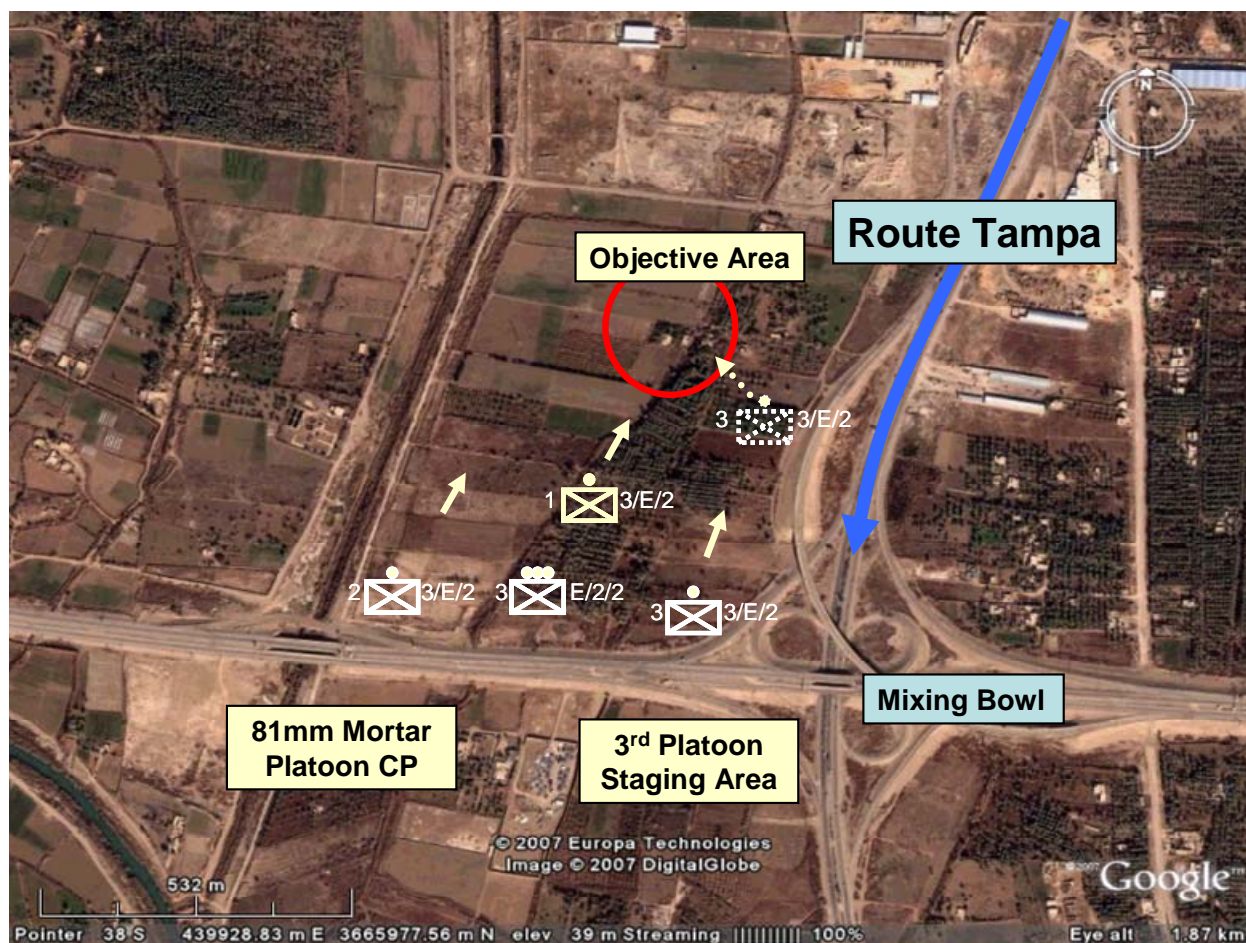 N
Route Tampa
Objective Area
3 3/E/2
1 3/E/2
2 3/E/2
3 E/2/2
3 3/E/2
Mixing Bowl
81mm Mortar
Platoon CP
3rd Platoon
Staging Area
© 2007 Europa Technologies
Image © 2007 DigitalGlobe
© 2007
Google™
532 m
Pointer 38 S 439928.83 m E 3665977.56 m N elev 39 m Streaming |||||||||| 100% Eye alt 1.87 km